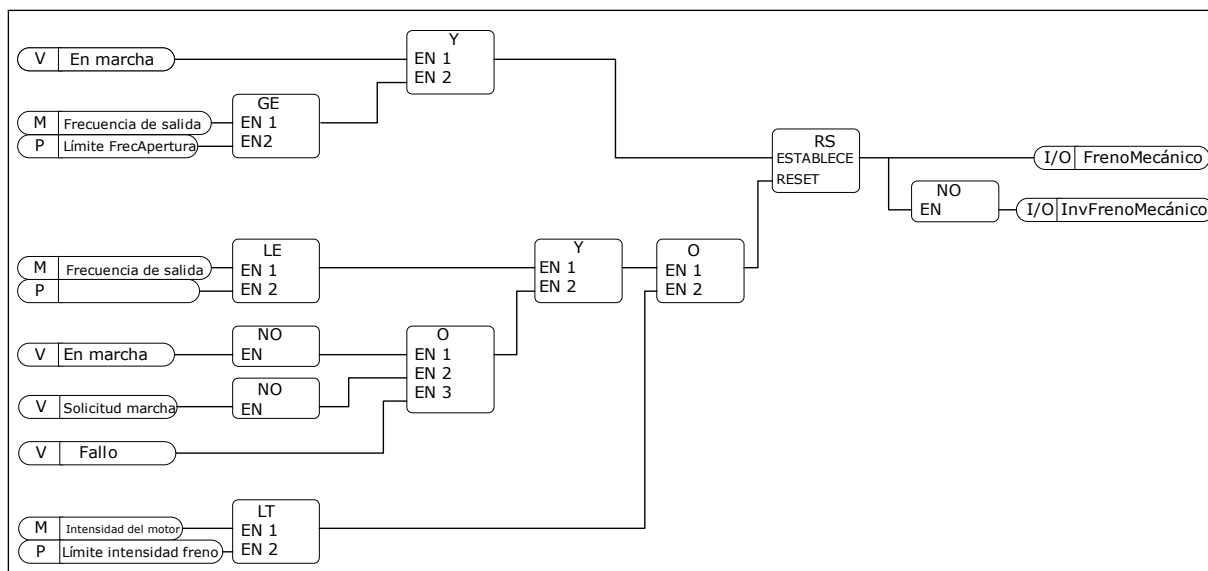 Y
V En marcha
EN 1
EN 2
GE
M Frecuencia de salida
EN 1
P Límite FrecApertura
EN2
RS
ESTABLECE
RESET
I/O FrenoMecánico
NO
EN
I/O InvFrenoMecánico
LE
M Frecuencia de salida
EN 1
P
EN 2
Y
EN 1
EN 2
O
EN 1
EN 2
V En marcha
NO
EN
O
EN 1
EN 2
EN 3
V Solicitud marcha
NO
EN
V Fallo
LT
M Intensidad del motor
EN 1
P Límite intensidad freno
EN 2